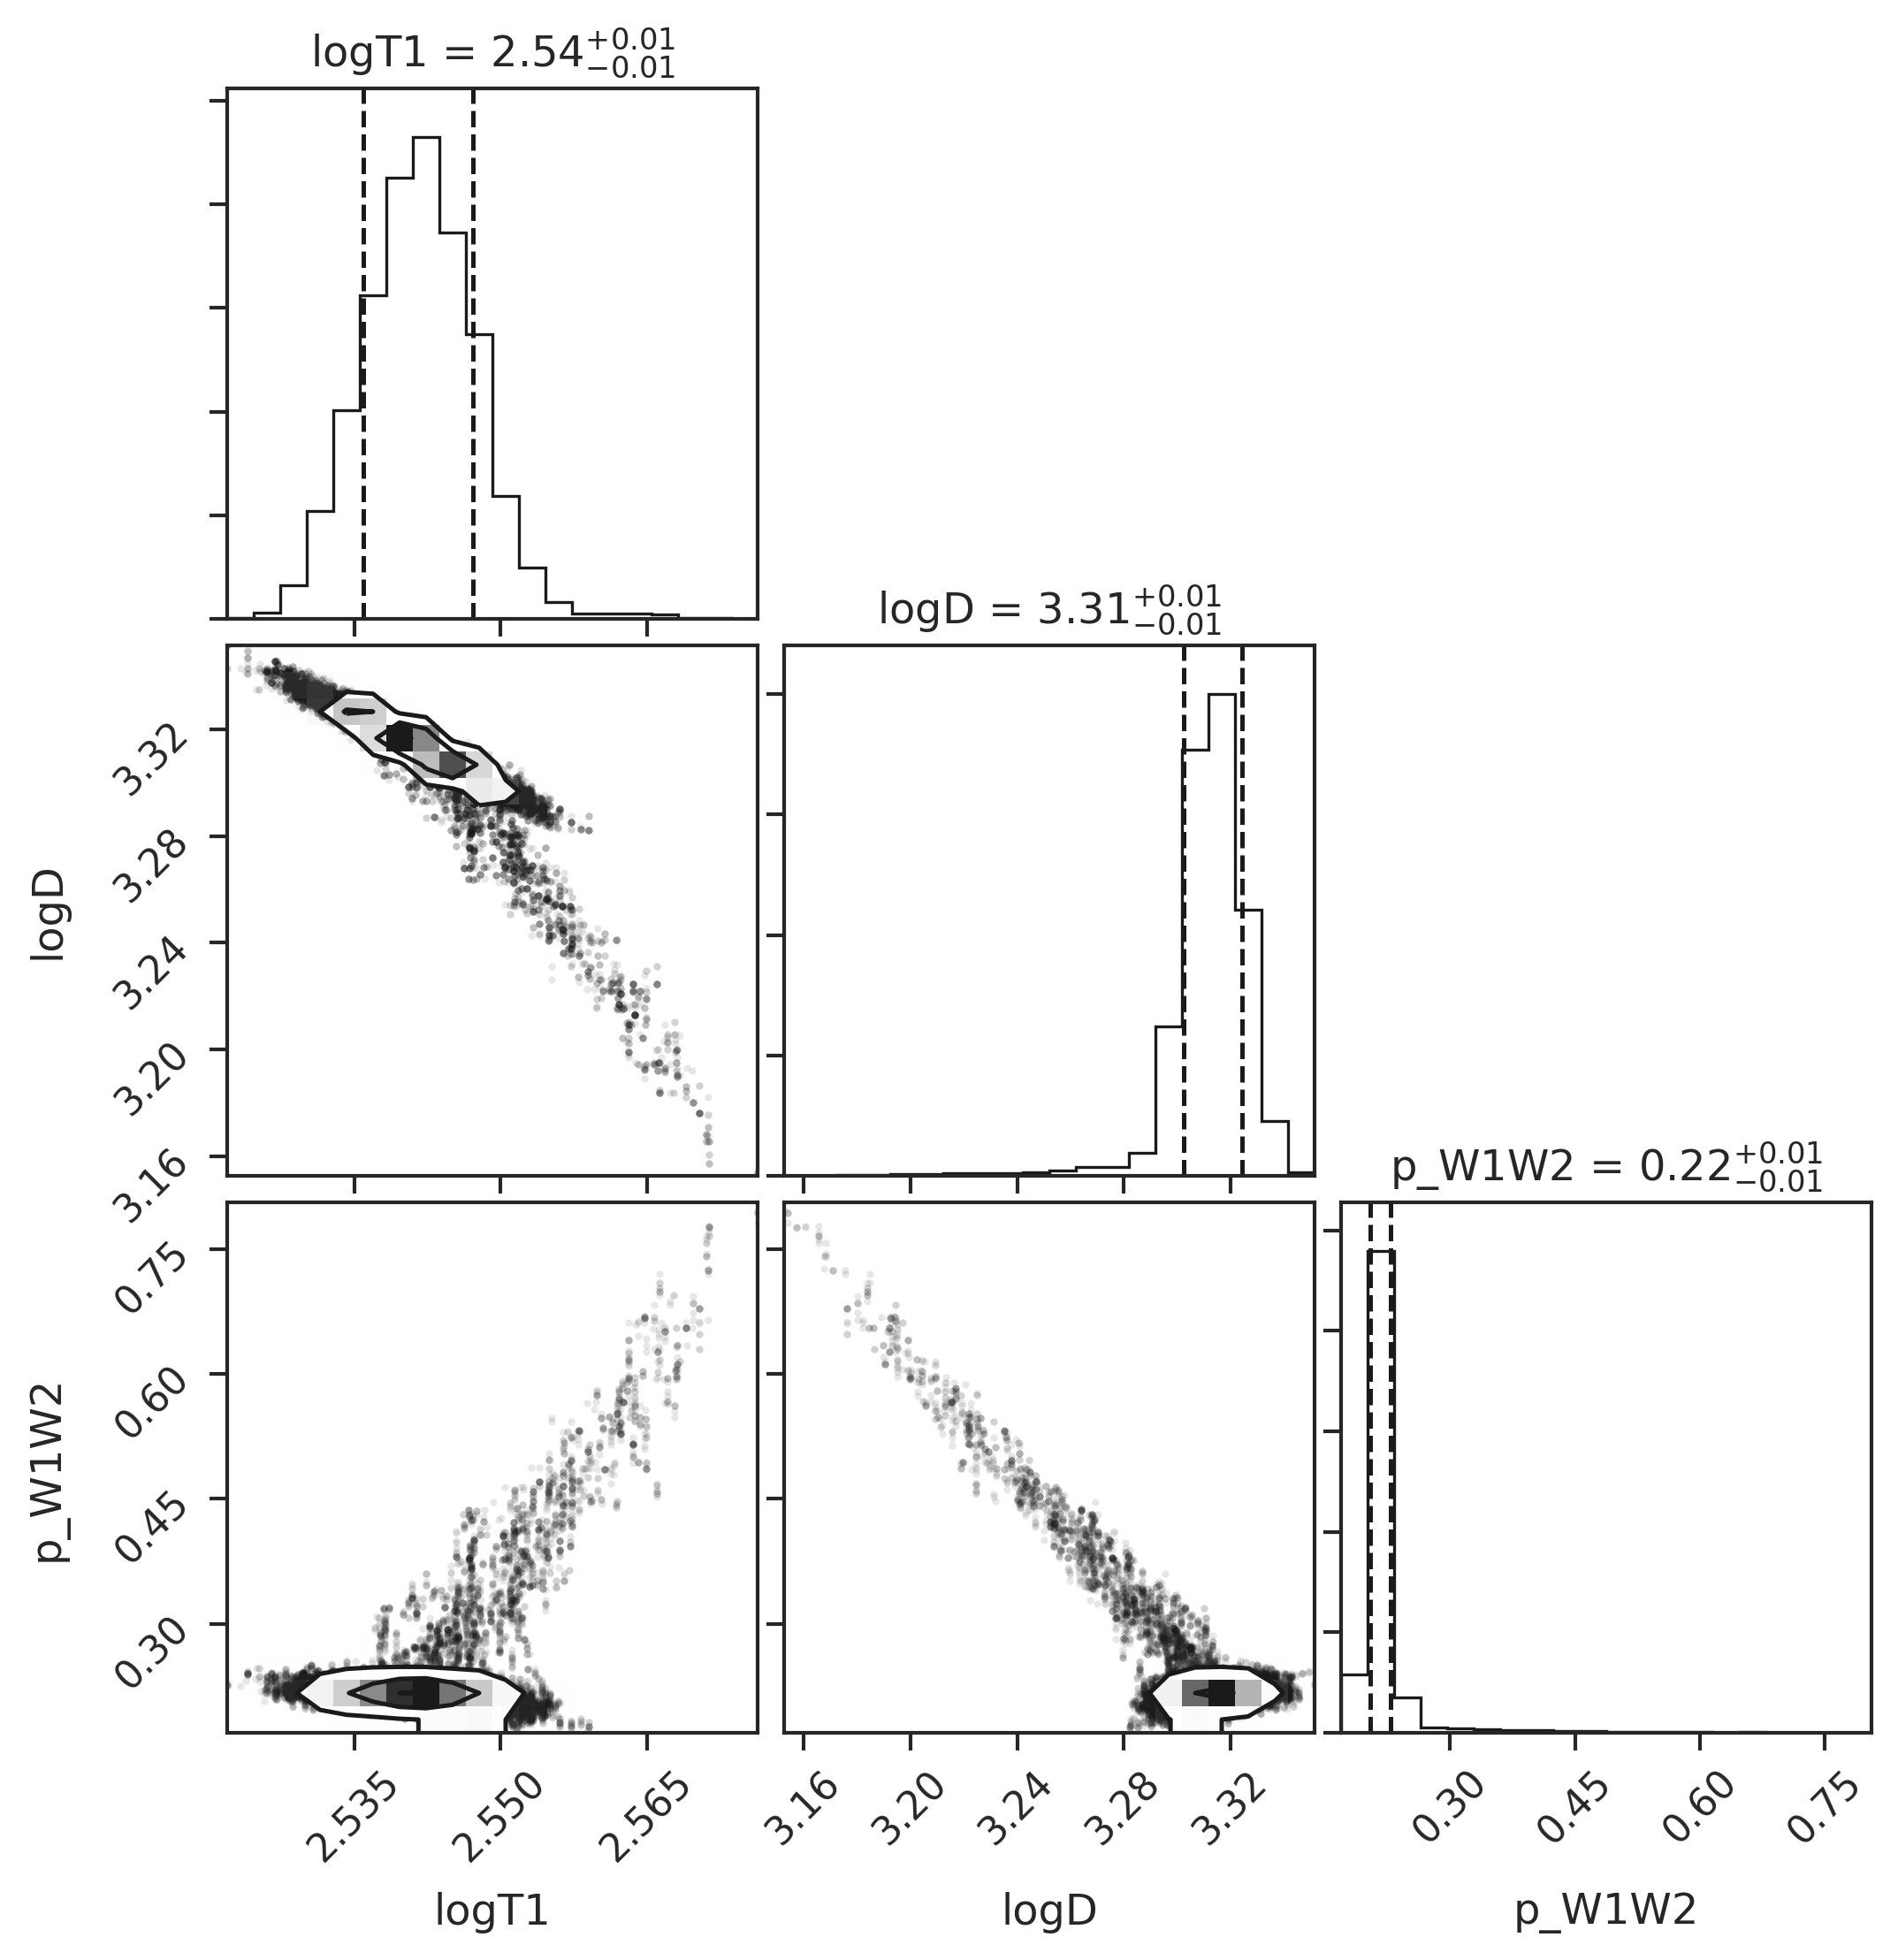 logT1 = 2.54+0.01−0.01
logD = 3.31+0.01−0.01
logD
3.32
3.28
3.24
3.20
3.16
p_W1W2 = 0.22+0.01−0.01
p_W1W2
0.75
0.60
0.45
0.30
2.535 2.550 2.565
3.16 3.20 3.24 3.28 3.32
0.30 0.45 0.60 0.75
logT1 logD p_W1W2